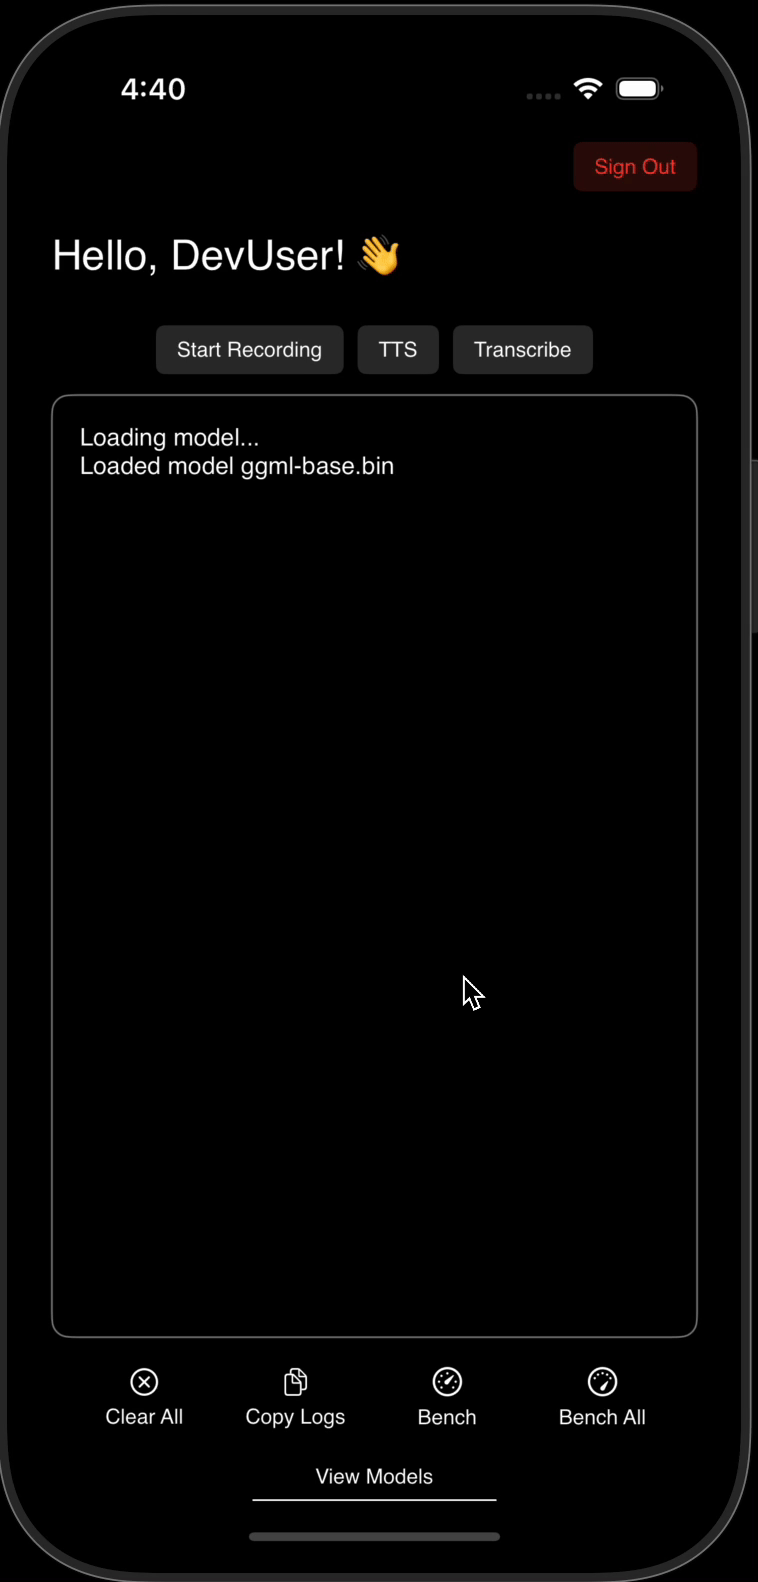 4:40
Sign Out
Hello, DevUser! 👋
Start Recording TTS Transcribe
Loading model...
Loaded model ggml-base.bin
Clear All Copy Logs Bench Bench All
View Models